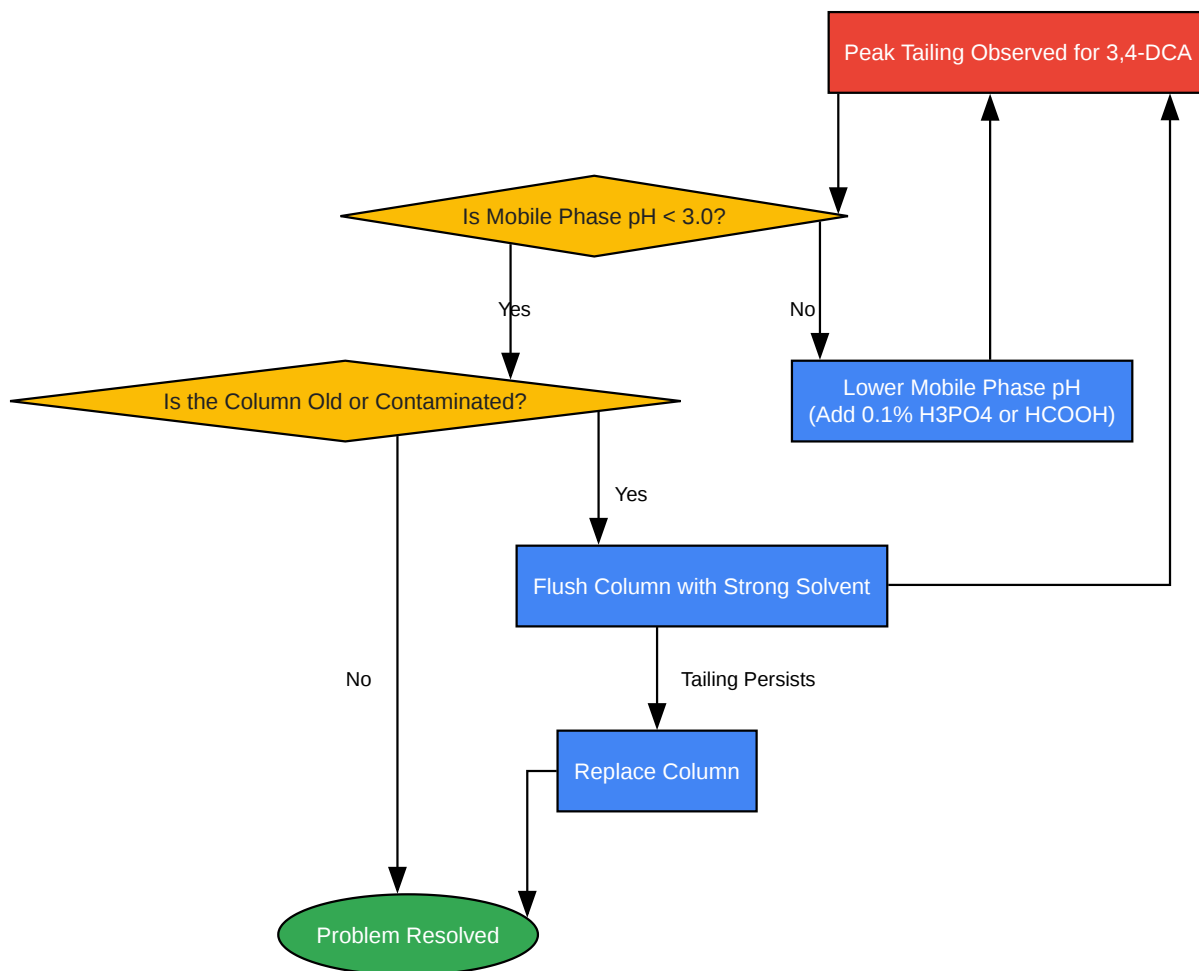 Peak Tailing Observed for 3,4-DCA
Is Mobile Phase pH < 3.0?
Yes
No
Is the Column Old or Contaminated?
Lower Mobile Phase pH
(Add 0.1% H3PO4 or HCOOH)
Yes
Flush Column with Strong Solvent
No
Tailing Persists
Replace Column
Problem Resolved